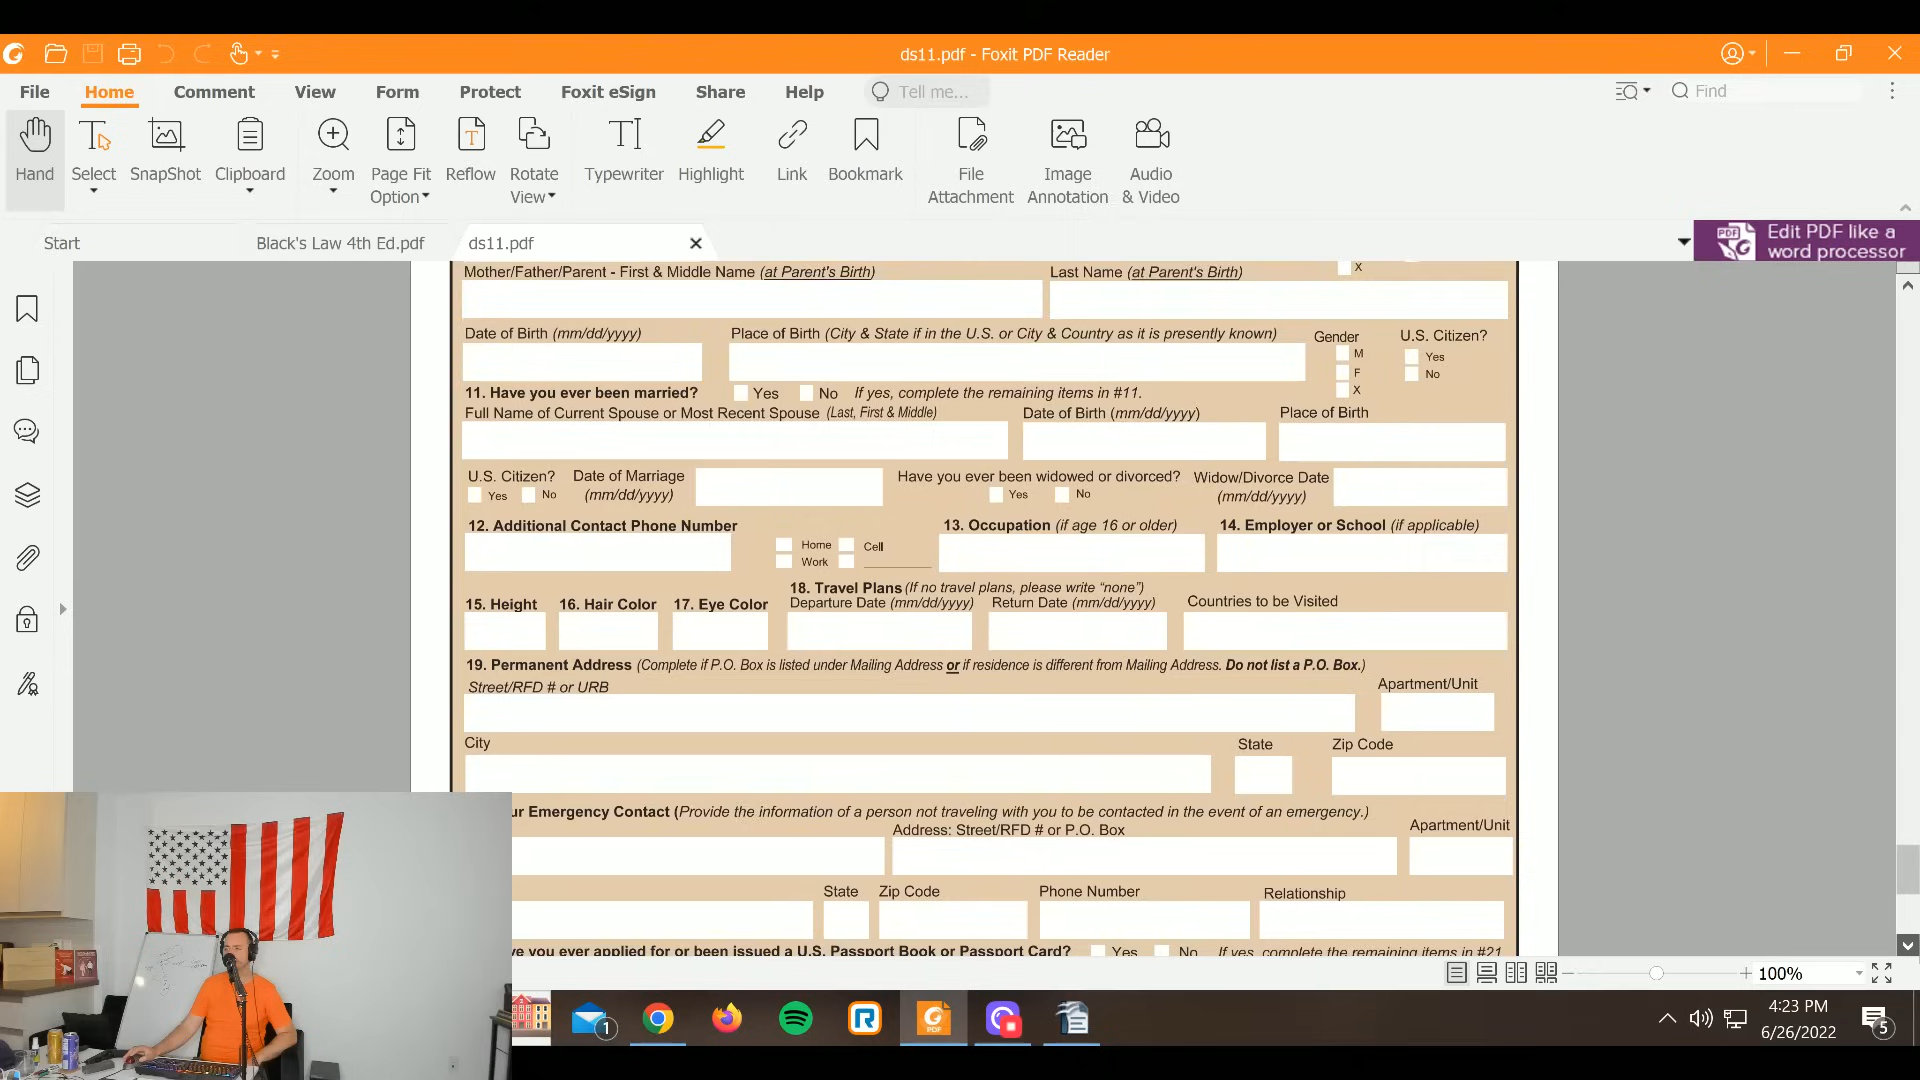 ds11.pdf - Foxit PDF Reader
File Home Comment View Form Protect Foxit eSign Share Help Tell me... Find
Hand Select SnapShot Clipboard Zoom Page Fit Option Reflow Rotate View Typewriter Highlight Link Bookmark File Attachment Image Annotation Audio & Video
Start Black's Law 4th Ed.pdf ds11.pdf
Edit PDF like a
word processor
Mother/Father/Parent - First & Middle Name (at Parent's Birth) Last Name (at Parent's Birth) X
Date of Birth (mm/dd/yyyy) Place of Birth (City & State if in the U.S. or City & Country as it is presently known) Gender U.S. Citizen?
M Yes
F No
X
11. Have you ever been married? Yes No If yes, complete the remaining items in #11.
Full Name of Current Spouse or Most Recent Spouse (Last, First & Middle) Date of Birth (mm/dd/yyyy) Place of Birth
U.S. Citizen? Date of Marriage Have you ever been widowed or divorced? Widow/Divorce Date
Yes No (mm/dd/yyyy) Yes No (mm/dd/yyyy)
12. Additional Contact Phone Number 13. Occupation (if age 16 or older) 14. Employer or School (if applicable)
Home Cell
Work
18. Travel Plans (If no travel plans, please write “none”)
15. Height 16. Hair Color 17. Eye Color Departure Date (mm/dd/yyyy) Return Date (mm/dd/yyyy) Countries to be Visited
19. Permanent Address (Complete if P.O. Box is listed under Mailing Address or if residence is different from Mailing Address. Do not list a P.O. Box.)
Street/RFD # or URB Apartment/Unit
City State Zip Code
ur Emergency Contact (Provide the information of a person not traveling with you to be contacted in the event of an emergency.)
Address: Street/RFD # or P.O. Box Apartment/Unit
State Zip Code Phone Number Relationship
ve you ever applied for or been issued a U.S. Passport Book or Passport Card? Yes No If yes, complete the remaining items in #21
100%
1
4:23 PM
6/26/2022
5